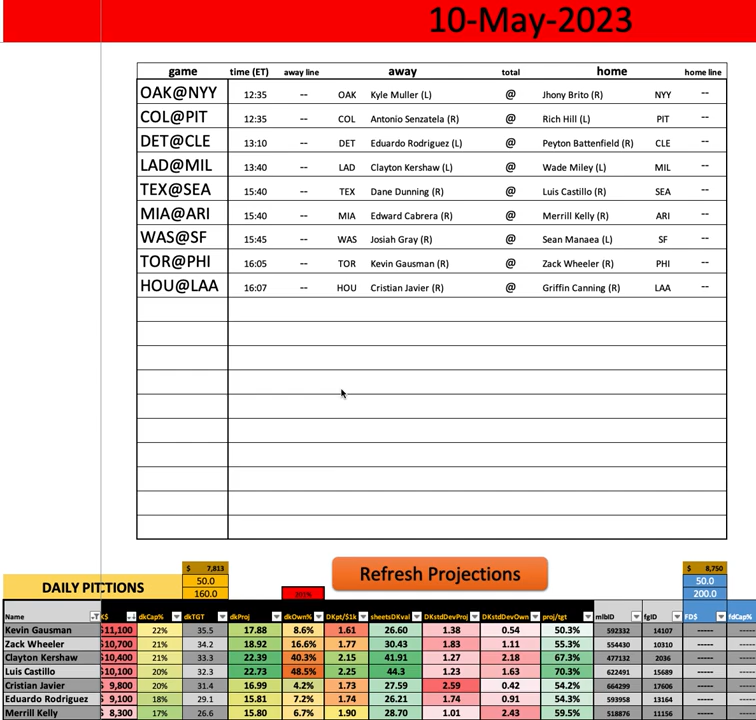 10-May-2023
game time (ET) away line away total home home line
OAK@NYY 12:35 -- OAK Kyle Muller (L) @ Jhony Brito (R) NYY --
COL@PIT 12:35 -- COL Antonio Senzatela (R) @ Rich Hill (L) PIT --
DET@CLE 13:10 -- DET Eduardo Rodriguez (L) @ Peyton Battenfield (R) CLE --
LAD@MIL 13:40 -- LAD Clayton Kershaw (L) @ Wade Miley (L) MIL --
TEX@SEA 15:40 -- TEX Dane Dunning (R) @ Luis Castillo (R) SEA --
MIA@ARI 15:40 -- MIA Edward Cabrera (R) @ Merrill Kelly (R) ARI --
WAS@SF 15:45 -- WAS Josiah Gray (R) @ Sean Manaea (L) SF --
TOR@PHI 16:05 -- TOR Kevin Gausman (R) @ Zack Wheeler (R) PHI --
HOU@LAA 16:07 -- HOU Cristian Javier (R) @ Griffin Canning (R) LAA --
$ 7,813 $ 8,750
DAILY PIT TIONS 50.0 Refresh Projections 50.0
160.0 200.0
Name K$ dkCap% dkTGT dkProj dkOwn% DKpt/$1k sheetsDKval DKstdDevProj DKstdDevOwn proj/tgt mlbID fgID FD$ fdCap%
Kevin Gausman $11,100 22% 35.5 17.88 8.6% 1.61 26.60 1.38 0.54 50.3% 592332 14107 -----
Zack Wheeler $10,700 21% 34.2 18.92 16.6% 1.77 30.43 1.83 1.11 55.3% 554430 10310 -----
Clayton Kershaw $10,400 21% 33.3 22.39 40.3% 2.15 41.91 1.27 2.18 67.3% 477132 2036 -----
Luis Castillo $10,100 20% 32.3 22.73 48.5% 2.25 44.3 1.23 1.63 70.3% 622491 15689 -----
Cristian Javier $ 9,800 20% 31.4 16.99 4.2% 1.73 27.59 2.59 0.42 54.2% 664299 17606 -----
Eduardo Rodriguez $ 9,100 18% 29.1 15.81 7.2% 1.74 26.21 1.74 0.91 54.3% 593958 13164 -----
Merrill Kelly $ 8,300 17% 26.6 15.80 6.7% 1.90 28.70 1.01 2.43 59.5% 518876 11156 -----